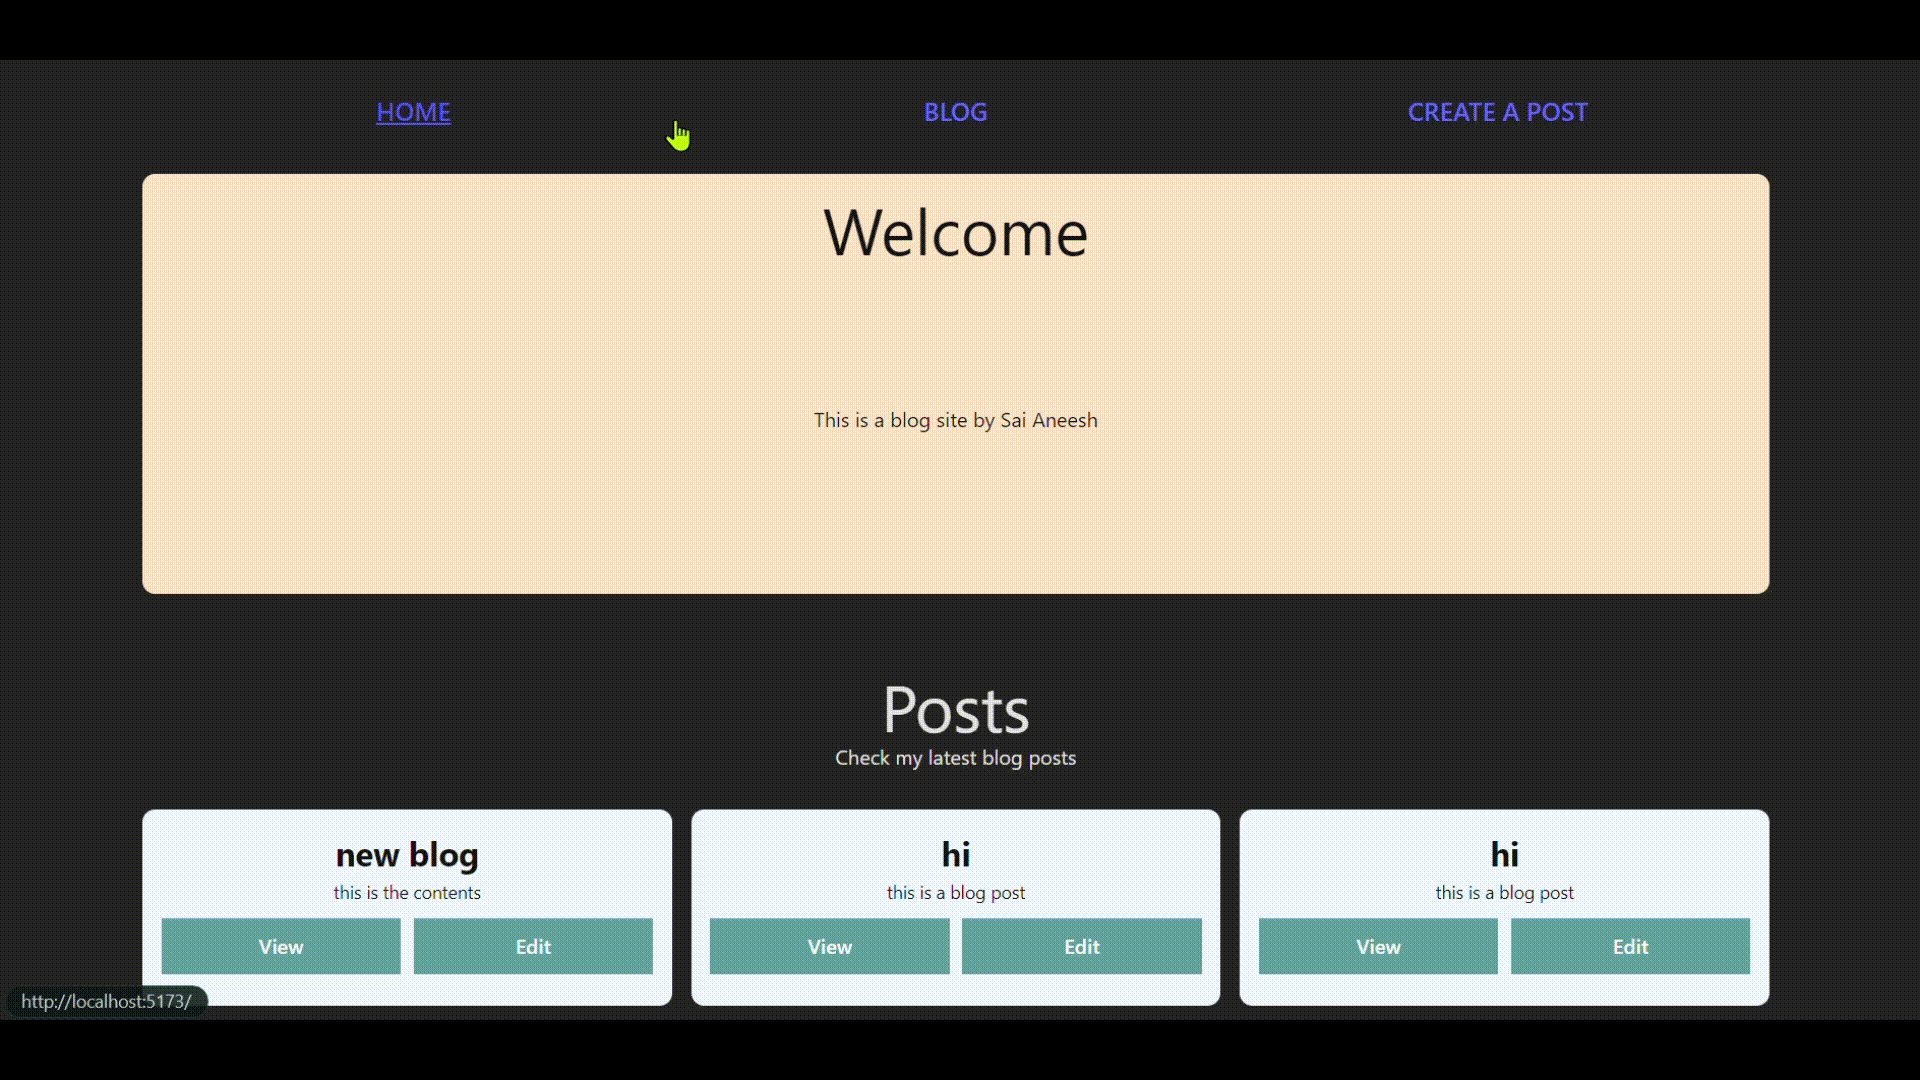 HOME BLOG CREATE A POST
Welcome
This is a blog site by Sai Aneesh
Posts
Check my latest blog posts
new blog
this is the contents
View Edit
hi
this is a blog post
View Edit
hi
this is a blog post
View Edit
http://localhost:5173/